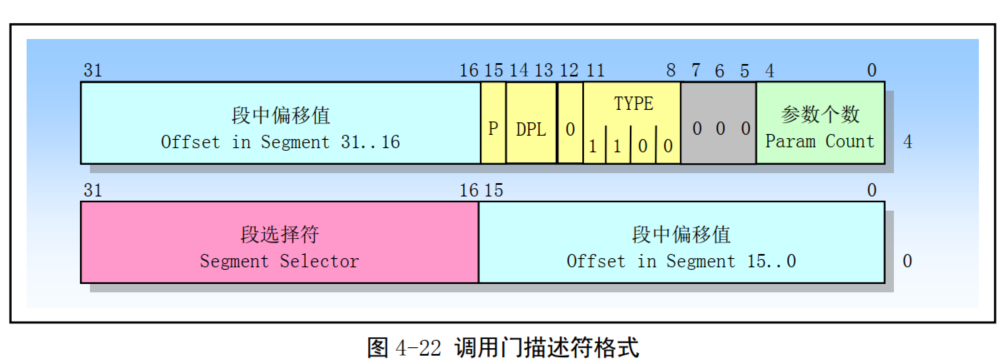 31 16 15 14 13 12 11 8 7 6 5 4 0
段中偏移值
Offset in Segment 31..16
P
DPL
0
TYPE
1 1 0 0
0 0 0
参数个数
Param Count
4
31 16 15 0
段选择符
Segment Selector
段中偏移值
Offset in Segment 15..0
0
图 4-22 调用门描述符格式